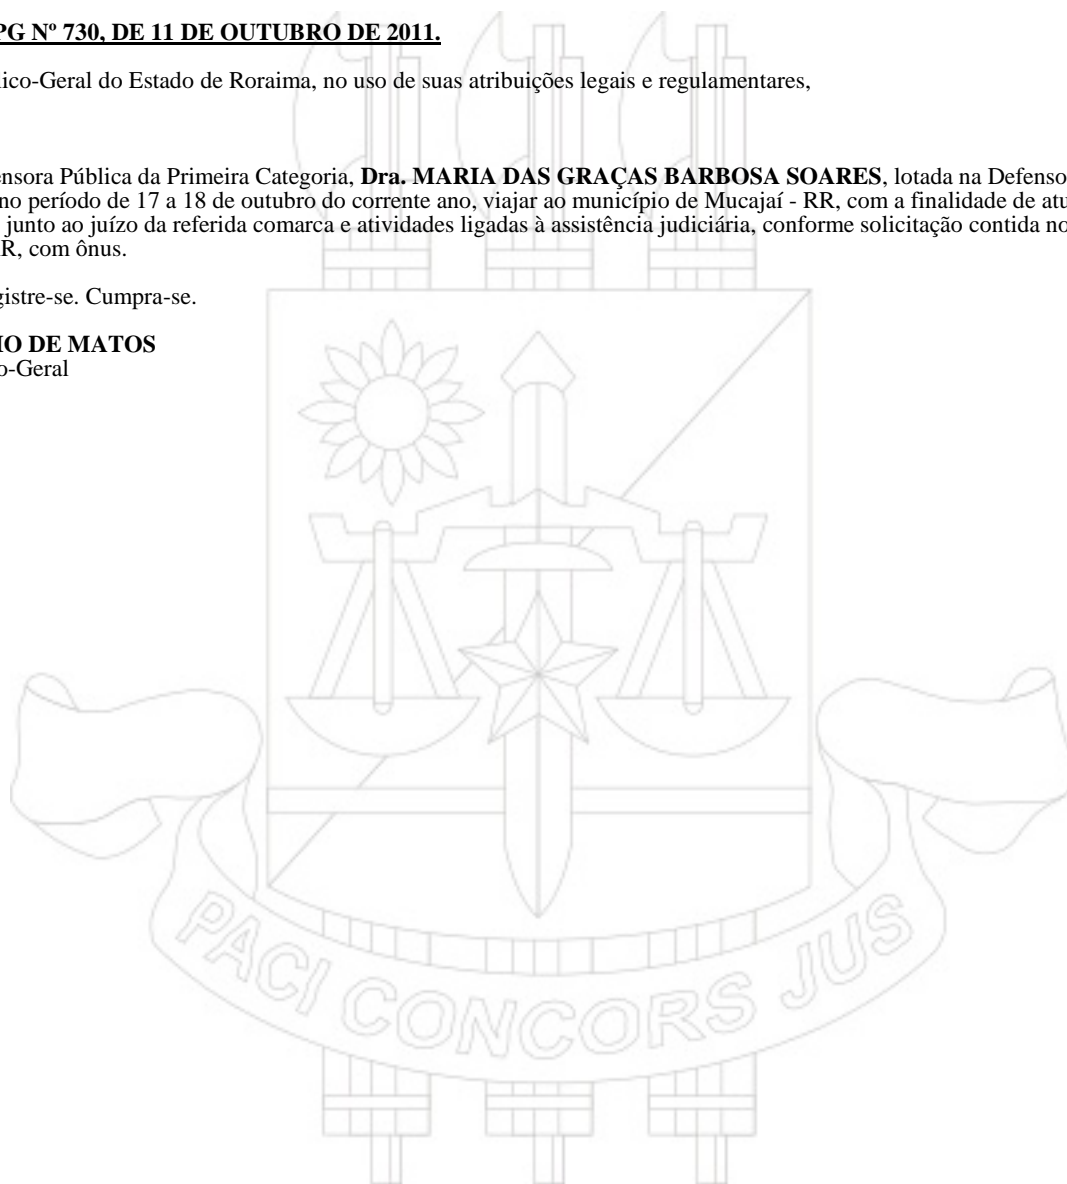 PG Nº 730, DE 11 DE OUTUBRO DE 2011.
lico-Geral do Estado de Roraima, no uso de suas atribuições legais e regulamentares,
ensora Pública da Primeira Categoria, Dra. MARIA DAS GRAÇAS BARBOSA SOARES, lotada na Defenso
no período de 17 a 18 de outubro do corrente ano, viajar ao município de Mucajaí - RR, com a finalidade de atu
junto ao juízo da referida comarca e atividades ligadas à assistência judiciária, conforme solicitação contida no
R, com ônus.
gistre-se. Cumpra-se.
IO DE MATOS
o-Geral
PACI CONCORS JUS